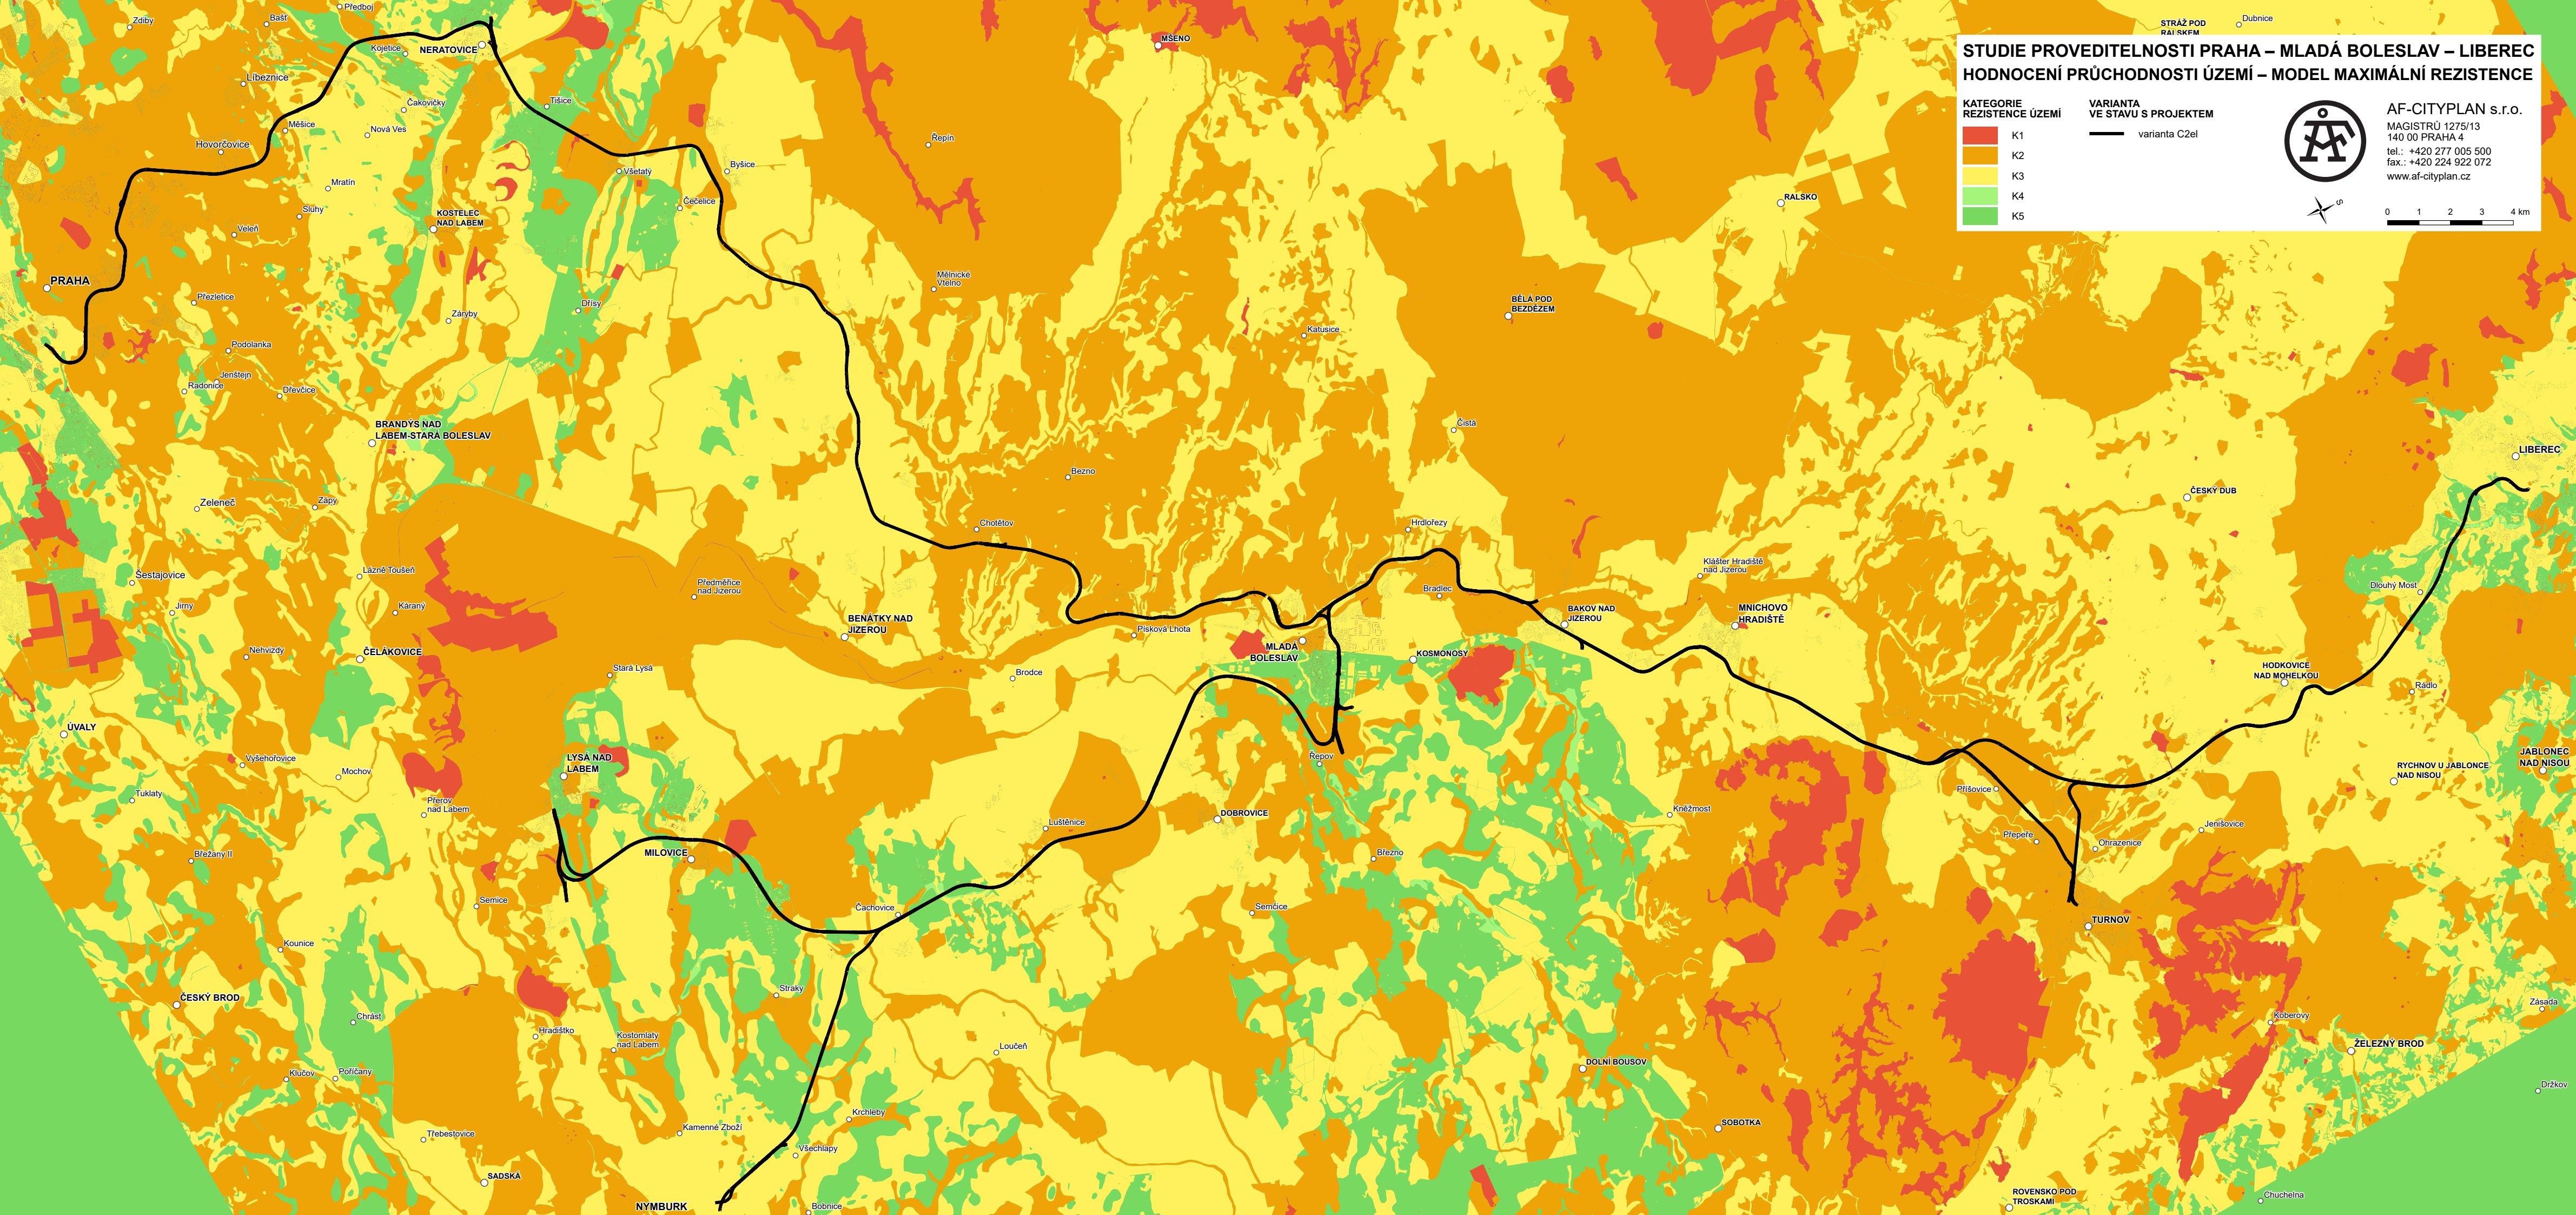 STUDIE PROVEDITELNOSTI PRAHA – MLADÁ BOLESLAV – LIBEREC
HODNOCENÍ PRŮCHODNOSTI ÚZEMÍ – MODEL MAXIMÁLNÍ REZISTENCE
KATEGORIE
REZISTENCE ÚZEMÍ
K1
K2
K3
K4
K5
VARIANTA
VE STAVU S PROJEKTEM
varianta C2el
AF-CITYPLAN s.r.o.
MAGISTRŮ 1275/13
140 00 PRAHA 4
tel.: +420 277 005 500
fax.: +420 224 922 072
www.af-cityplan.cz
S
0 1 2 3 4 km
Zdiby
Bašť
Předboj
Kojetice
NERATOVICE
Líbeznice
Čakovičky
Tišice
Měšice
Nová Ves
Hovorčovice
Mratín
Sluhy
Veleň
KOSTELEC
NAD LABEM
Všetaty
Čečelice
Byšice
Řepín
MŠENO
STRÁŽ POD
RALSKEM
Dubnice
RALSKO
PRAHA
Přezletice
Záryby
Dřísy
Mělnické
Vtelno
BĚLÁ POD
BEZDĚZEM
Katusice
Podolanka
Jenštejn
Radonice
Dřevčice
BRANDÝS NAD
LABEM-STARÁ BOLESLAV
Čistá
LIBEREC
Bezno
ČESKÝ DUB
Zeleneč
Zápy
Chotětov
Hrdlořezy
Šestajovice
Lázně Toušeň
Předměřice
nad Jizerou
Klášter Hradiště
nad Jizerou
Dlouhý Most
Bradlec
Jirny
Káraný
BENÁTKY NAD
JIZEROU
Písková Lhota
BAKOV NAD
JIZEROU
MNICHOVO
HRADIŠTĚ
MLADÁ
BOLESLAV
KOSMONOSY
Nehvizdy
ČELÁKOVICE
Stará Lysá
Brodce
HODKOVICE
NAD MOHELKOU
Rádlo
ÚVALY
Vyšehořovice
Mochov
LYSÁ NAD
LABEM
Řepov
JABLONEC
NAD NISOU
RYCHNOV U JABLONCE
NAD NISOU
Tuklaty
Přerov
nad Labem
Příšovice
DOBROVICE
Kněžmost
Luštěnice
Jenišovice
Přepeře
Ohrazenice
Břežany II
MILOVICE
Březno
Semice
Čachovice
Semčice
TURNOV
Kounice
Straky
ČESKÝ BROD
Chrást
Zásada
Koberovy
Hradištko
Kostomlaty
nad Labem
Loučeň
ŽELEZNÝ BROD
Klučov
Poříčany
DOLNÍ BOUSOV
Držkov
Krchleby
Třebestovice
Kamenné Zboží
SOBOTKA
Všechlapy
SADSKÁ
ROVENSKO POD
TROSKAMI
Chuchelna
NYMBURK
Bobnice